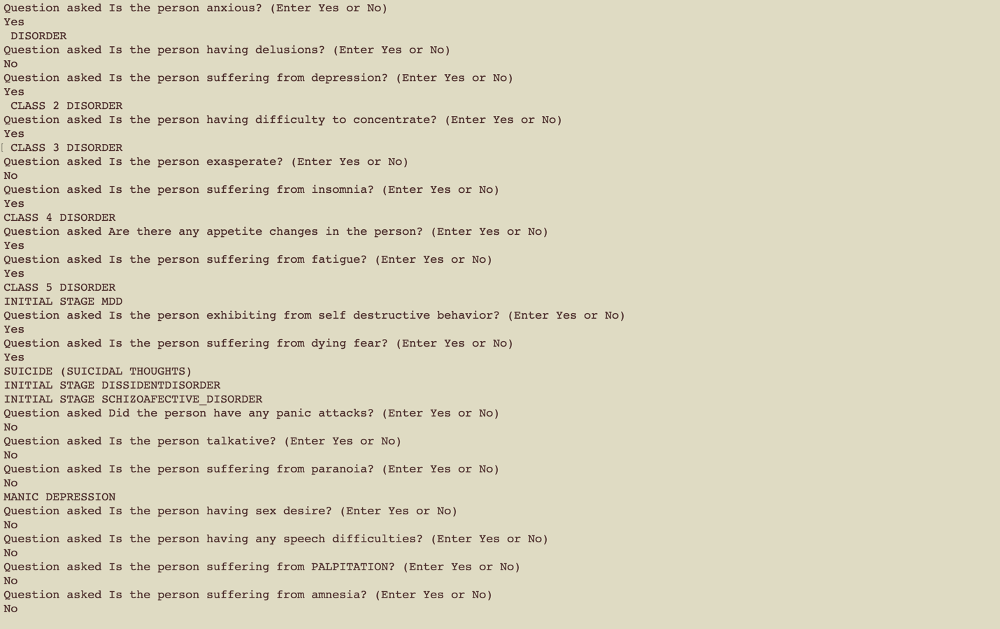 Question asked Is the person anxious? (Enter Yes or No)
Yes
DISORDER
Question asked Is the person having delusions? (Enter Yes or No)
No
Question asked Is the person suffering from depression? (Enter Yes or No)
Yes
CLASS 2 DISORDER
Question asked Is the person having difficulty to concentrate? (Enter Yes or No)
Yes
CLASS 3 DISORDER
Question asked Is the person exasperate? (Enter Yes or No)
No
Question asked Is the person suffering from insomnia? (Enter Yes or No)
Yes
CLASS 4 DISORDER
Question asked Are there any appetite changes in the person? (Enter Yes or No)
Yes
Question asked Is the person suffering from fatigue? (Enter Yes or No)
Yes
CLASS 5 DISORDER
INITIAL STAGE MDD
Question asked Is the person exhibiting from self destructive behavior? (Enter Yes or No)
Yes
Question asked Is the person suffering from dying fear? (Enter Yes or No)
Yes
SUICIDE (SUICIDAL THOUGHTS)
INITIAL STAGE DISSIDENTDISORDER
INITIAL STAGE SCHIZOAFECTIVE_DISORDER
Question asked Did the person have any panic attacks? (Enter Yes or No)
No
Question asked Is the person talkative? (Enter Yes or No)
No
Question asked Is the person suffering from paranoia? (Enter Yes or No)
No
MANIC DEPRESSION
Question asked Is the person having sex desire? (Enter Yes or No)
No
Question asked Is the person having any speech difficulties? (Enter Yes or No)
No
Question asked Is the person suffering from PALPITATION? (Enter Yes or No)
No
Question asked Is the person suffering from amnesia? (Enter Yes or No)
No